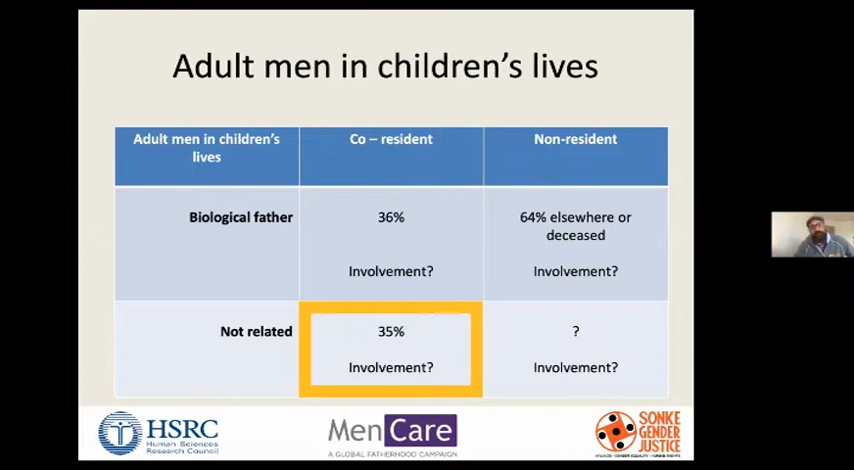 Adult men in children's lives
Adult men in children's
lives
Co – resident
Non-resident
Biological father
36%
64% elsewhere or
deceased
Involvement?
Involvement?
Not related
35%
?
Involvement?
Involvement?
HSRC
Human Sciences
Research Council
MenCare
A GLOBAL FATHERHOOD CAMPAIGN
SONKE
GENDER
JUSTICE